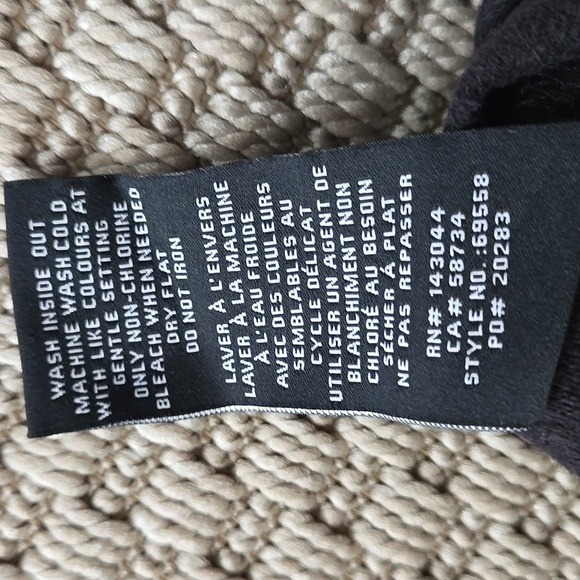 WASH INSIDE OUT
MACHINE WASH COLD
WITH LIKE COLOURS AT
GENTLE SETTING
ONLY NON-CHLORINE
BLEACH WHEN NEEDED
DRY FLAT
DO NOT IRON
LAVER À L'ENVERS
LAVER À LA MACHINE
À L'EAU FROIDE
AVEC DES COULEURS
SEMBLABLES AU
CYCLE DÉLICAT
UTILISER UN AGENT DE
BLANCHIMENT NON
CHLORÉ AU BESOIN
SÉCHER À PLAT
NE PAS REPASSER
RN# 143044
CA# 58734
STYLE NO.:69558
PO# 20283